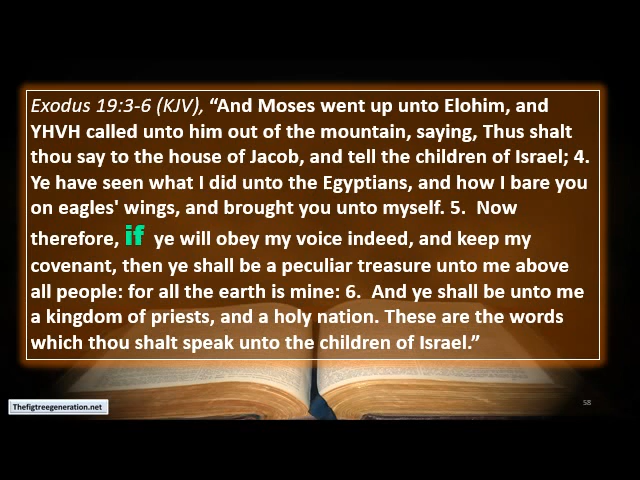 Exodus 19:3-6 (KJV), “And Moses went up unto Elohim, and
YHVH called unto him out of the mountain, saying, Thus shalt
thou say to the house of Jacob, and tell the children of Israel; 4.
Ye have seen what I did unto the Egyptians, and how I bare you
on eagles' wings, and brought you unto myself. 5. Now
therefore, if ye will obey my voice indeed, and keep my
covenant, then ye shall be a peculiar treasure unto me above
all people: for all the earth is mine: 6. And ye shall be unto me
a kingdom of priests, and a holy nation. These are the words
which thou shalt speak unto the children of Israel.”
Thefigtreegeneration.net
58